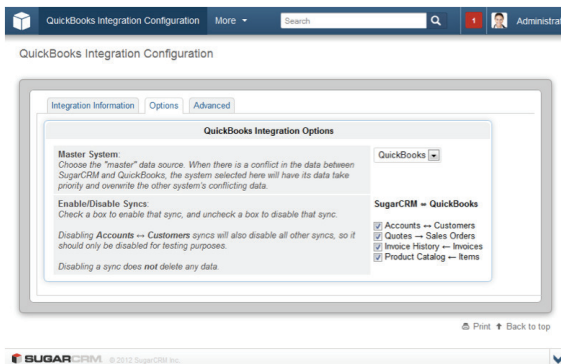 QuickBooks Integration Configuration More Search 1 Administrat
QuickBooks Integration Configuration
Integration Information Options Advanced
QuickBooks Integration Options
Master System:
Choose the "master" data source. When there is a conflict in the data between
SugarCRM and QuickBooks, the system selected here will have its data take
priority and overwrite the other system's conflicting data.
QuickBooks
Enable/Disable Syncs:
Check a box to enable that sync, and uncheck a box to disable that sync.
Disabling Accounts ↔ Customers syncs will also disable all other syncs, so it
should only be disabled for testing purposes.
Disabling a sync does not delete any data.
SugarCRM ↔ QuickBooks
Accounts ↔ Customers
Quotes → Sales Orders
Invoice History ← Invoices
Product Catalog ← Items
Print Back to top
SUGARCRM © 2012 SugarCRM Inc.